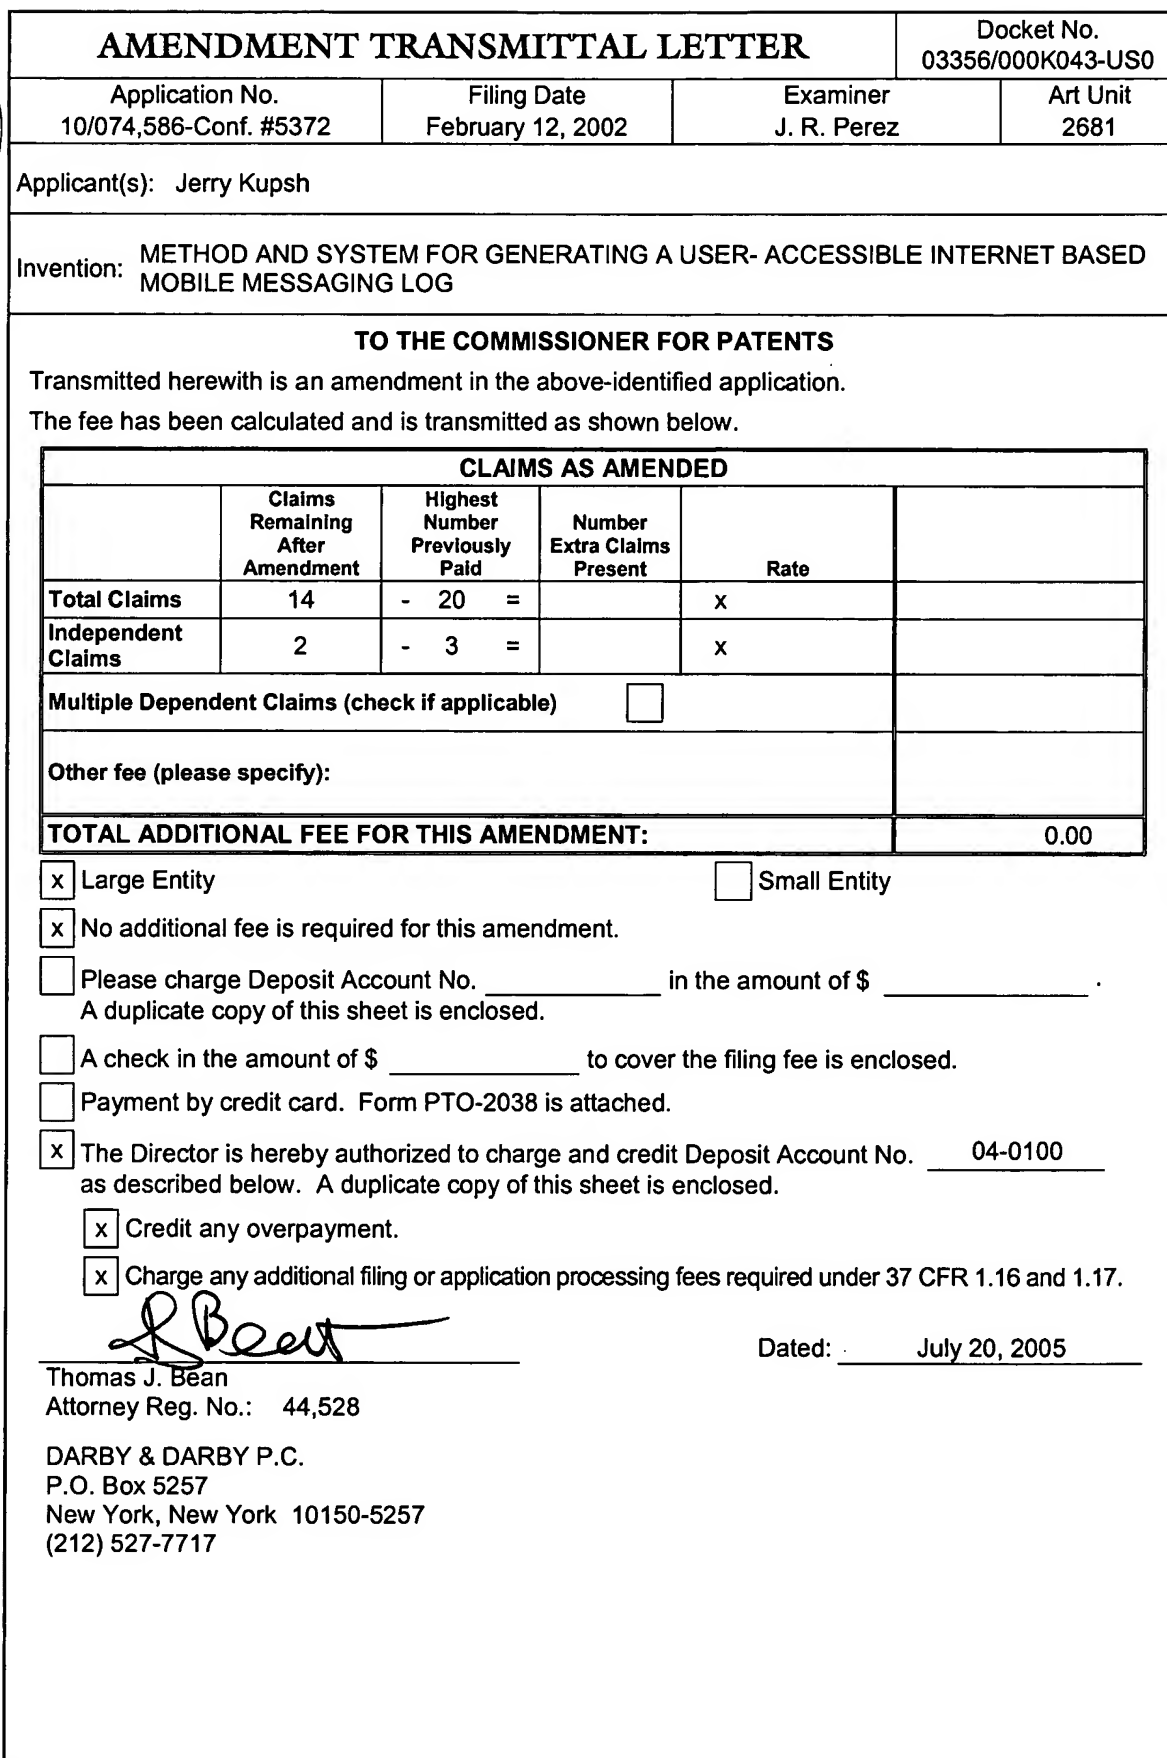 AMENDMENT TRANSMITTAL LETTER
Docket No.
03356/000K043-US0
Application No.
10/074,586-Conf. #5372
Filing Date
February 12, 2002
Examiner
J. R. Perez
Art Unit
2681
Applicant(s): Jerry Kupsh
Invention: METHOD AND SYSTEM FOR GENERATING A USER- ACCESSIBLE INTERNET BASED
MOBILE MESSAGING LOG
TO THE COMMISSIONER FOR PATENTS
Transmitted herewith is an amendment in the above-identified application.
The fee has been calculated and is transmitted as shown below.
CLAIMS AS AMENDED
Claims
Remaining
After
Amendment
Highest
Number
Previously
Paid
Number
Extra Claims
Present
Rate
Total Claims 14 - 20 = x
Independent
Claims 2 - 3 = x
Multiple Dependent Claims (check if applicable)
Other fee (please specify):
TOTAL ADDITIONAL FEE FOR THIS AMENDMENT: 0.00
x Large Entity Small Entity
x No additional fee is required for this amendment.
Please charge Deposit Account No. ____________ in the amount of $ ____________ .
A duplicate copy of this sheet is enclosed.
A check in the amount of $ ____________ to cover the filing fee is enclosed.
Payment by credit card. Form PTO-2038 is attached.
x The Director is hereby authorized to charge and credit Deposit Account No. 04-0100
as described below. A duplicate copy of this sheet is enclosed.
x Credit any overpayment.
x Charge any additional filing or application processing fees required under 37 CFR 1.16 and 1.17.
Dated: July 20, 2005
Thomas J. Bean
Attorney Reg. No.: 44,528
DARBY & DARBY P.C.
P.O. Box 5257
New York, New York 10150-5257
(212) 527-7717